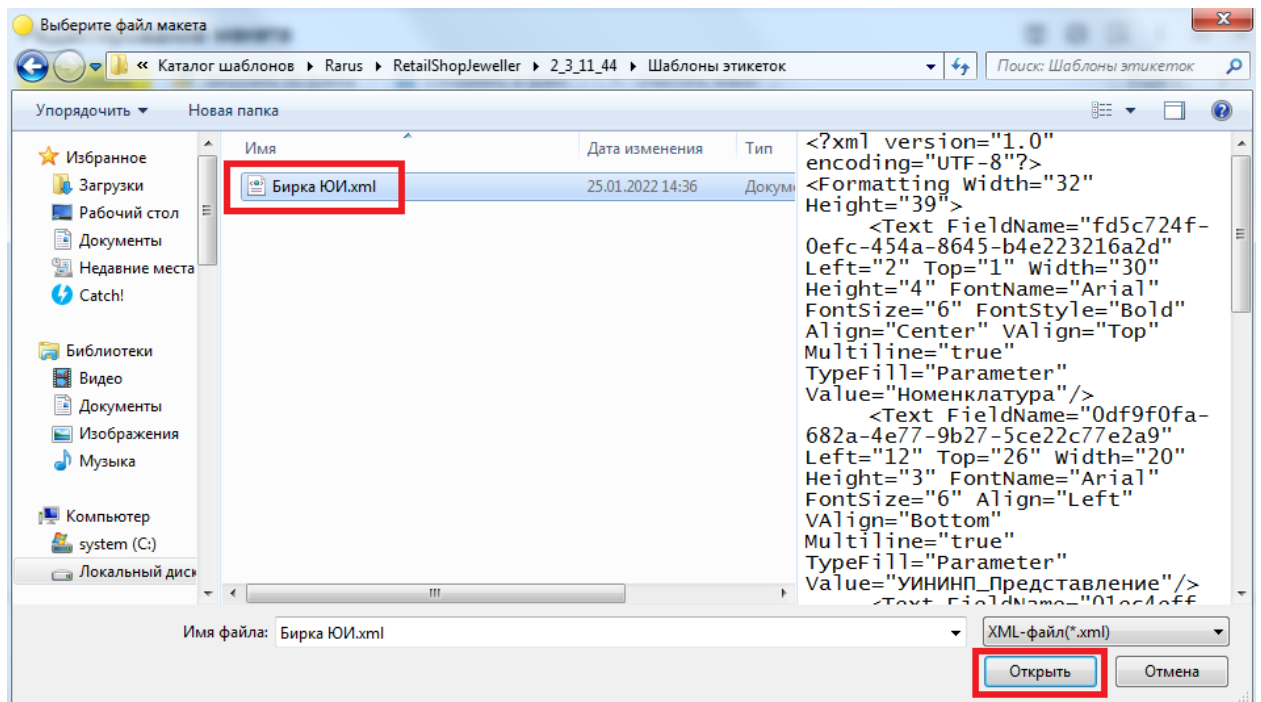 Выберите файл макета
« Каталог шаблонов ▸ Rarus ▸ RetailShopJeweller ▸ 2_3_11_44 ▸ Шаблоны этикеток
Поиск: Шаблоны этикеток
Упорядочить
Новая папка
Избранное
Загрузки
Рабочий стол
Документы
Недавние места
Catch!
Библиотеки
Видео
Документы
Изображения
Музыка
Компьютер
system (C:)
Локальный диск
Имя
Дата изменения
Тип
Бирка ЮИ.xml
25.01.2022 14:36
Докум
<?xml version="1.0"
encoding="UTF-8"?>
<Formatting Width="32"
Height="39">
<Text FieldName="fd5c724f-
0efc-454a-8645-b4e223216a2d"
Left="2" Top="1" Width="30"
Height="4" FontName="Arial"
FontSize="6" FontStyle="Bold"
Align="Center" VAlign="Top"
Multiline="true"
TypeFill="Parameter"
Value="Номенклатура"/>
<Text FieldName="0df9f0fa-
682a-4e77-9b27-5ce22c77e2a9"
Left="12" Top="26" Width="20"
Height="3" FontName="Arial"
FontSize="6" Align="Left"
VAlign="Bottom"
Multiline="true"
TypeFill="Parameter"
Value="УИНИНП_Представление"/>
<Text FieldName="01ec4eff
Имя файла:
Бирка ЮИ.xml
XML-файл(*.xml)
Открыть
Отмена